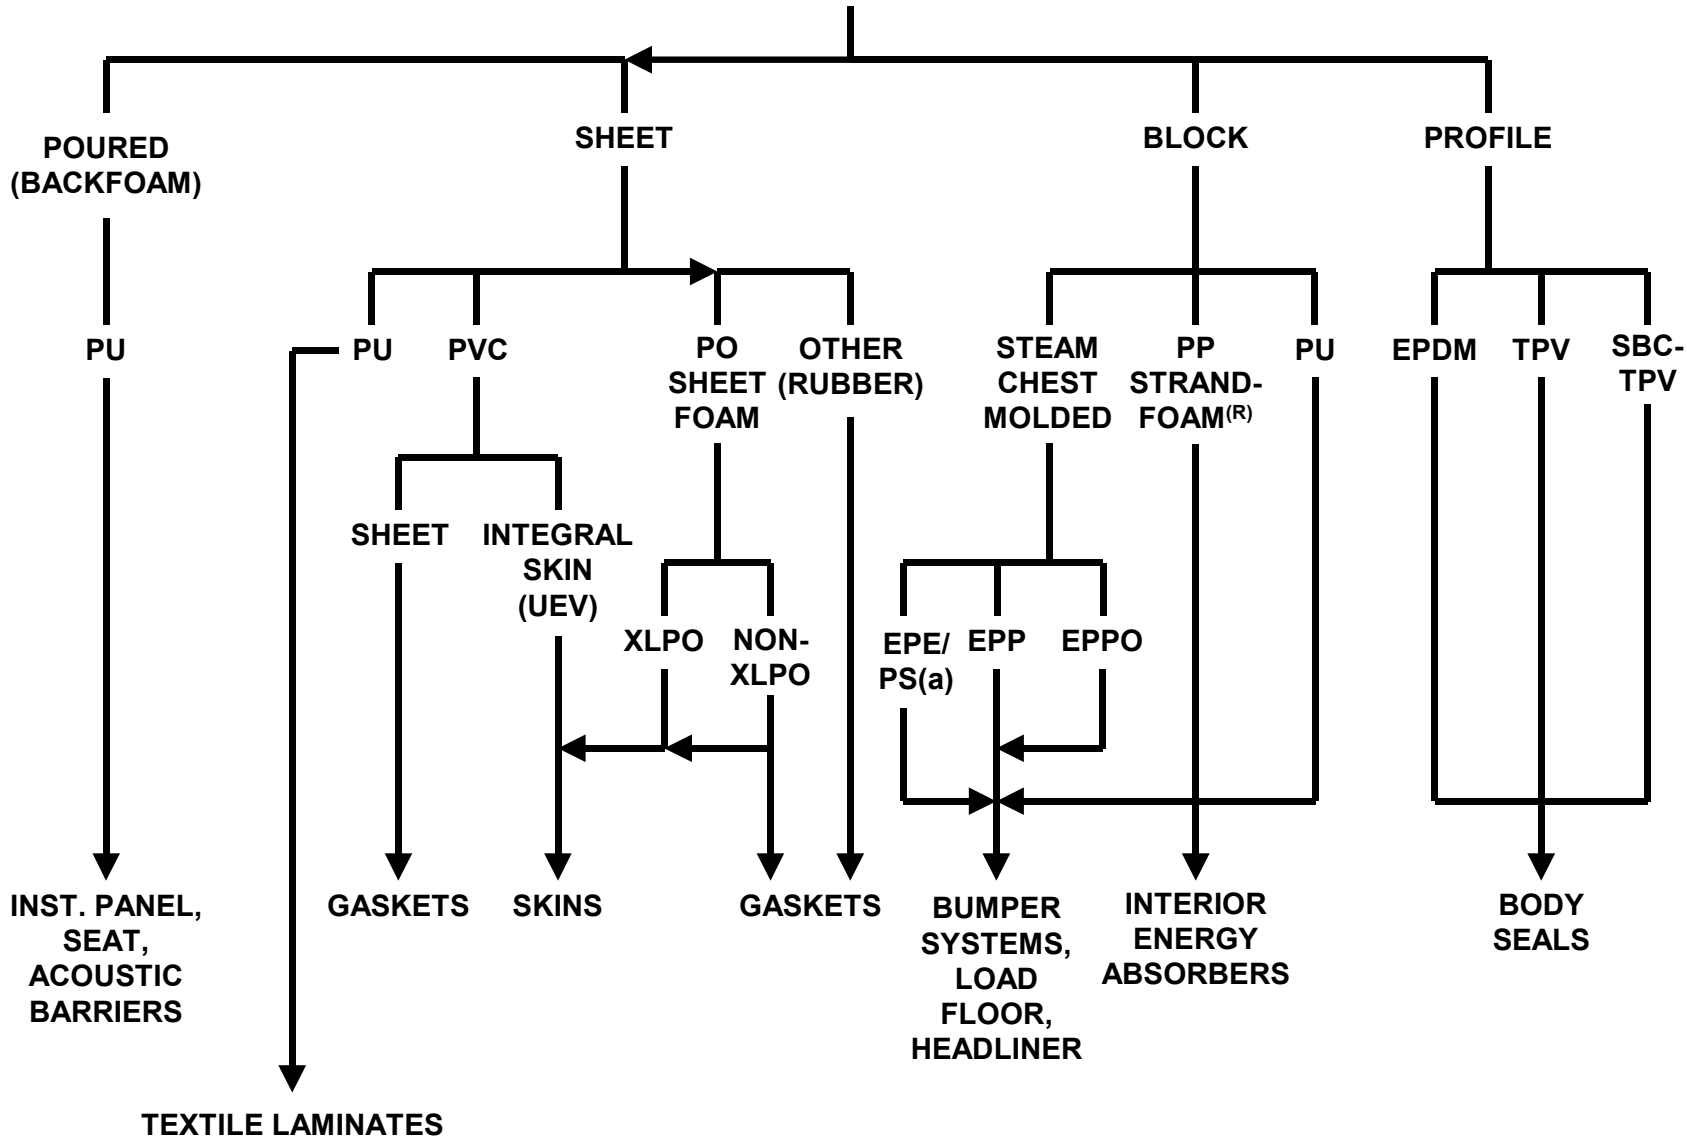 POURED
(BACKFOAM)
SHEET
BLOCK
PROFILE
PU
PU
PVC
PO
SHEET
FOAM
OTHER
(RUBBER)
STEAM
CHEST
MOLDED
PP
STRAND-
FOAM(R)
PU
EPDM
TPV
SBC-
TPV
SHEET
INTEGRAL
SKIN
(UEV)
XLPO
NON-
XLPO
EPE/
PS(a)
EPP
EPPO
INST. PANEL,
SEAT,
ACOUSTIC
BARRIERS
GASKETS
SKINS
GASKETS
BUMPER
SYSTEMS,
LOAD
FLOOR,
HEADLINER
INTERIOR
ENERGY
ABSORBERS
BODY
SEALS
TEXTILE LAMINATES